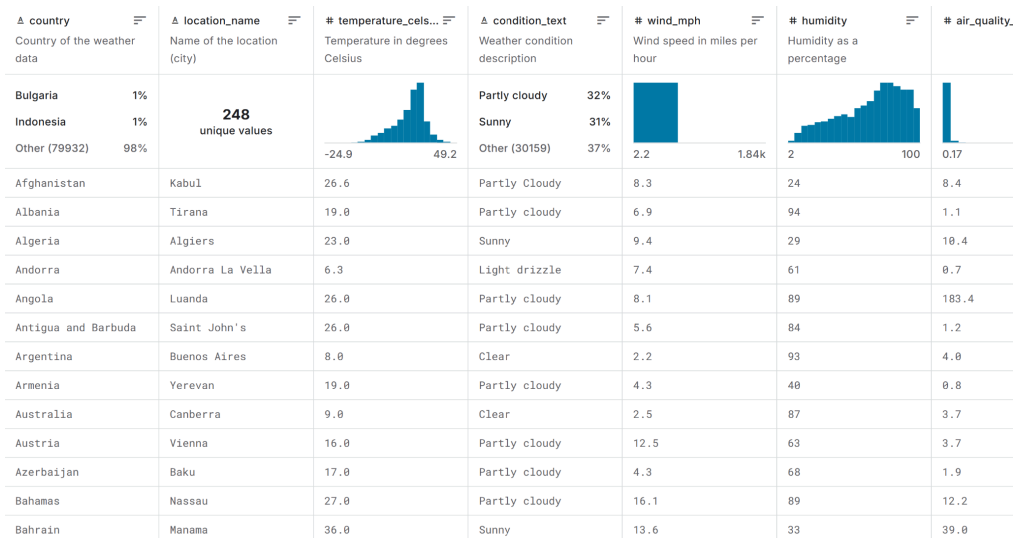 country location_name temperature_cels... condition_text wind_mph humidity air_quality_
Country of the weather Name of the location Temperature in degrees Weather condition Wind speed in miles per Humidity as a
data (city) Celsius description hour percentage
Bulgaria 1% Partly cloudy 32%
248
Indonesia 1% Sunny 31%
unique values
Other (79932) 98% Other (30159) 37%
-24.9 49.2 2.2 1.84k 2 100 0.17
Afghanistan Kabul 26.6 Partly Cloudy 8.3 24 8.4
Albania Tirana 19.0 Partly cloudy 6.9 94 1.1
Algeria Algiers 23.0 Sunny 9.4 29 10.4
Andorra Andorra La Vella 6.3 Light drizzle 7.4 61 0.7
Angola Luanda 26.0 Partly cloudy 8.1 89 183.4
Antigua and Barbuda Saint John's 26.0 Partly cloudy 5.6 84 1.2
Argentina Buenos Aires 8.0 Clear 2.2 93 4.0
Armenia Yerevan 19.0 Partly cloudy 4.3 40 0.8
Australia Canberra 9.0 Clear 2.5 87 3.7
Austria Vienna 16.0 Partly cloudy 12.5 63 3.7
Azerbaijan Baku 17.0 Partly cloudy 4.3 68 1.9
Bahamas Nassau 27.0 Partly cloudy 16.1 89 12.2
Bahrain Manama 36.0 Sunny 13.6 33 39.0